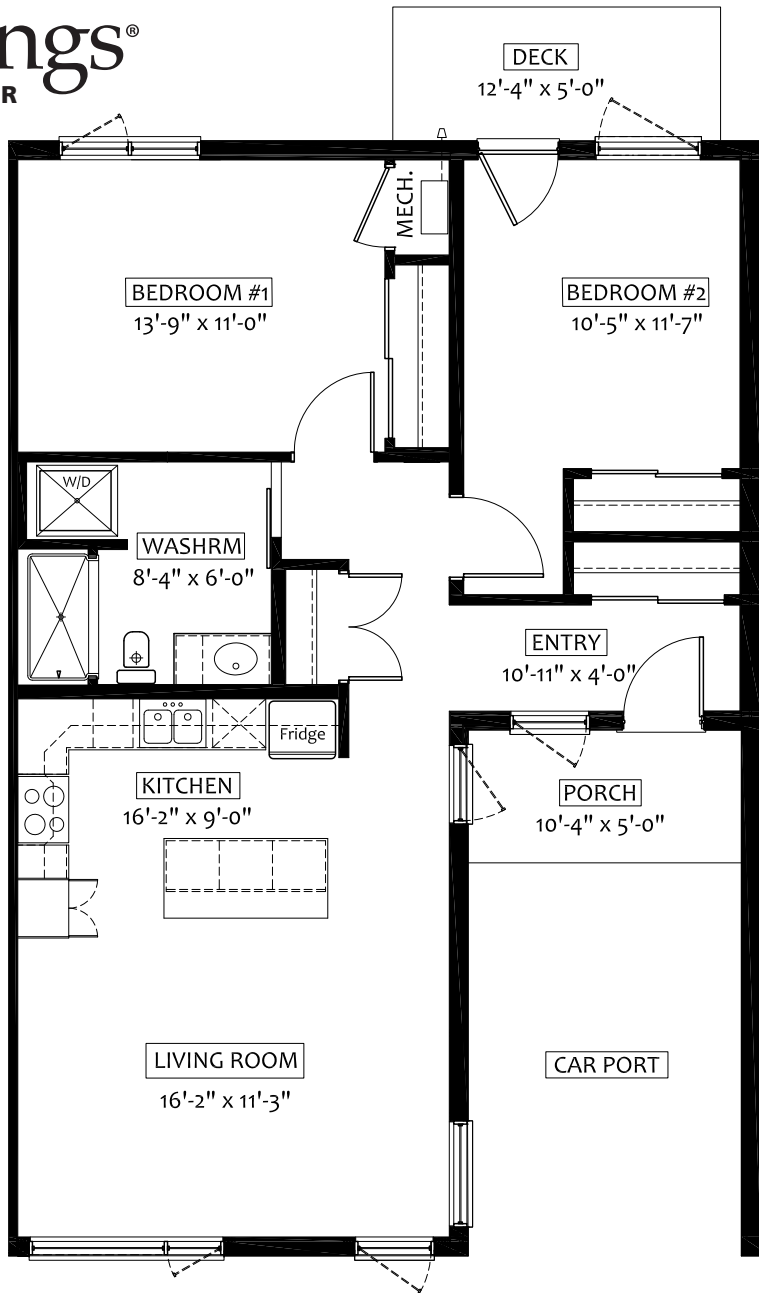 ngs®
R
DECK
12'-4" x 5'-0"
MECH.
BEDROOM #1
13'-9" x 11'-0"
BEDROOM #2
10'-5" x 11'-7"
W/D
WASHRM
8'-4" x 6'-0"
ENTRY
10'-11" x 4'-0"
Fridge
KITCHEN
16'-2" x 9'-0"
PORCH
10'-4" x 5'-0"
LIVING ROOM
16'-2" x 11'-3"
CAR PORT